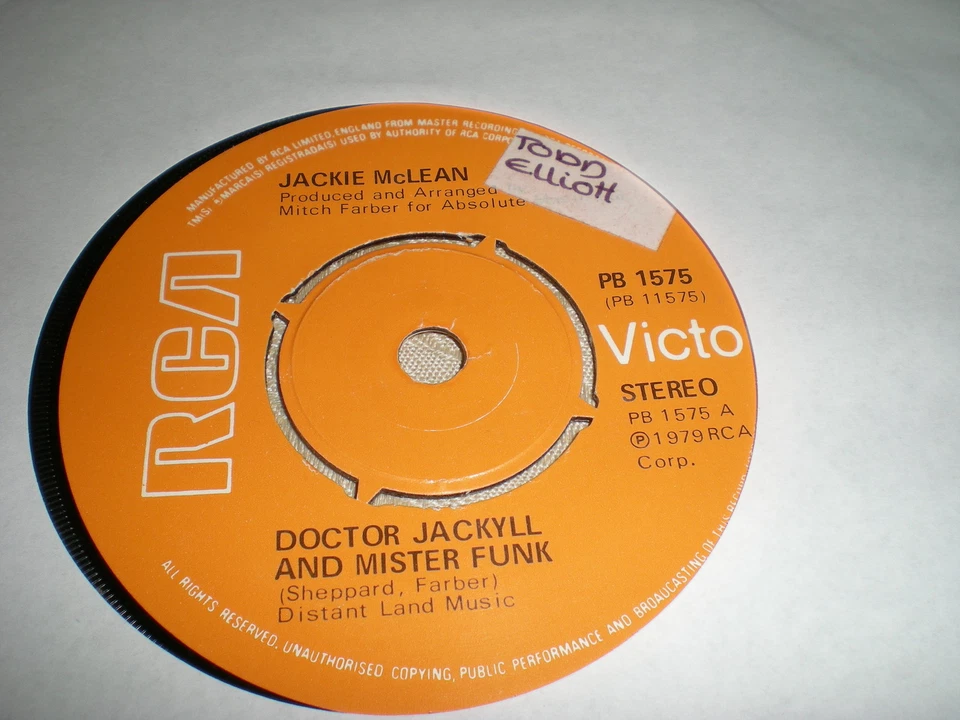 MANUFACTURED BY RCA LIMITED, ENGLAND FROM MASTER RECORDING
TM(S) ® MARCA(S) REGISTRADA(S) USED BY AUTHORITY OF RCA CORP
TODD
Elliott
JACKIE McLEAN
Produced and Arranged
Mitch Farber for Absolute
RCA
PB 1575
(PB 11575)
Victo
STEREO
PB 1575 A
Ⓟ1979 RCA
Corp.
DOCTOR JACKYLL
AND MISTER FUNK
(Sheppard, Farber)
Distant Land Music
ALL RIGHTS RESERVED. UNAUTHORISED COPYING, PUBLIC PERFORMANCE AND BROADCASTING OF THIS RECORD